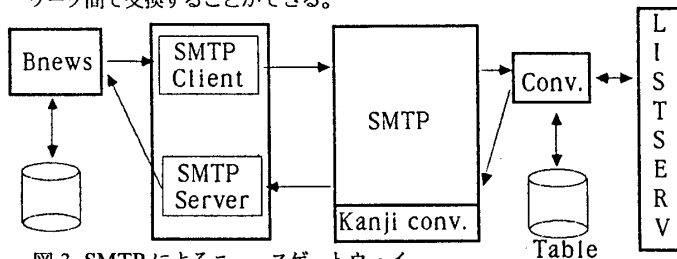 ワーク間で交換することができる。
Bnews
SMTP
Client
SMTP
Server
SMTP
Kanji conv.
Conv.
Table
LISTSERV
図3 SMTPによるニュースゲートウェイ